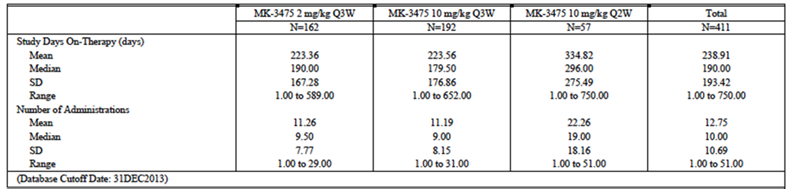 MK-3475 2 mg/kg Q3W MK-3475 10 mg/kg Q3W MK-3475 10 mg/kg Q2W Total
N=162 N=192 N=57 N=411
Study Days On-Therapy (days)
Mean 223.36 223.56 334.82 238.91
Median 190.00 179.50 296.00 190.00
SD 167.28 176.86 275.49 193.42
Range 1.00 to 589.00 1.00 to 652.00 1.00 to 750.00 1.00 to 750.00
Number of Administrations
Mean 11.26 11.19 22.26 12.75
Median 9.50 9.00 19.00 10.00
SD 7.77 8.15 18.16 10.69
Range 1.00 to 29.00 1.00 to 31.00 1.00 to 51.00 1.00 to 51.00
(Database Cutoff Date: 31DEC2013)